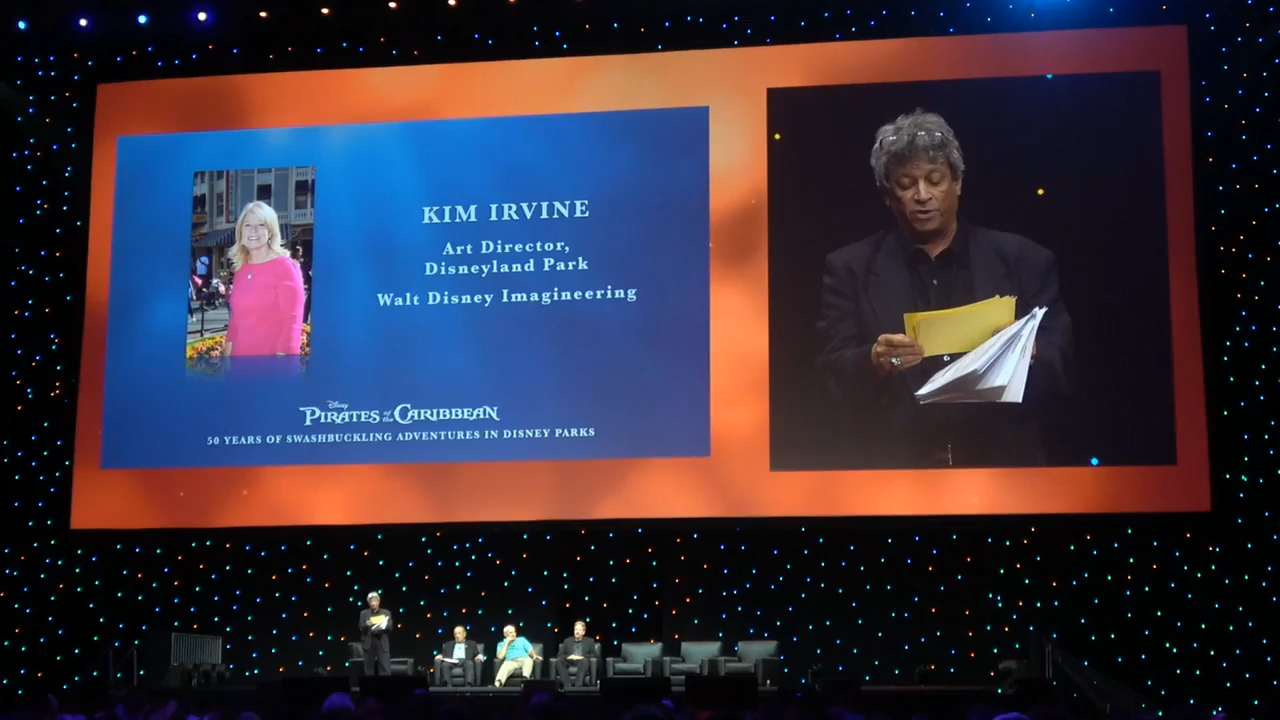 KIM IRVINE
Art Director,
Disneyland Park
Walt Disney Imagineering
Disney
PIRATES of the CARIBBEAN
50 YEARS OF SWASHBUCKLING ADVENTURES IN DISNEY PARKS